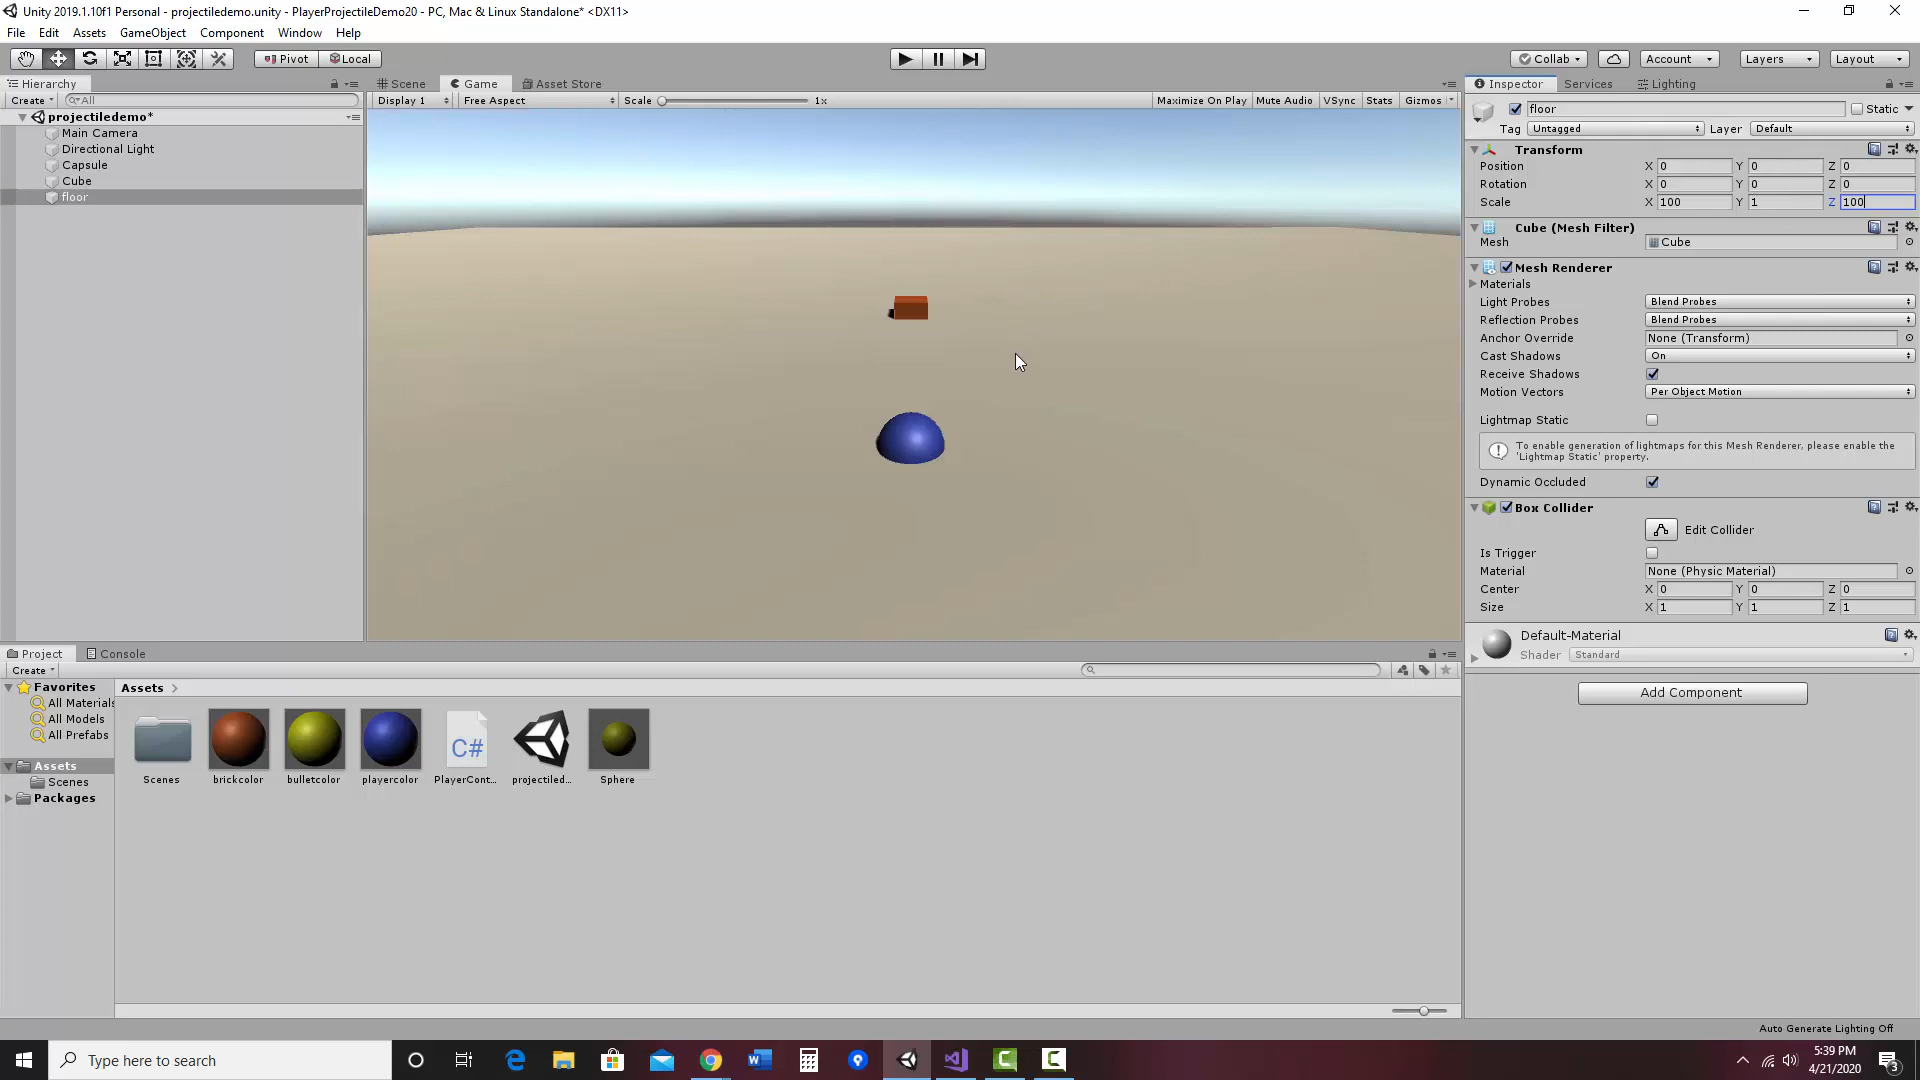 Unity 2019.1.10f1 Personal - projectiledemo.unity - PlayerProjectileDemo20 - PC, Mac & Linux Standalone* <DX11>
File Edit Assets GameObject Component Window Help
Pivot Local Collab Account Layers Layout
Hierarchy
Create All
projectiledemo*
Main Camera
Directional Light
Capsule
Cube
floor
Scene Game Asset Store
Display 1 Free Aspect Scale 1x Maximize On Play Mute Audio VSync Stats Gizmos
Inspector Services Lighting
floor Static
Tag Untagged Layer Default
Transform
Position X 0 Y 0 Z 0
Rotation X 0 Y 0 Z 0
Scale X 100 Y 1 Z 100
Cube (Mesh Filter)
Mesh Cube
Mesh Renderer
Materials
Light Probes Blend Probes
Reflection Probes Blend Probes
Anchor Override None (Transform)
Cast Shadows On
Receive Shadows
Motion Vectors Per Object Motion
Lightmap Static
To enable generation of lightmaps for this Mesh Renderer, please enable the
'Lightmap Static' property.
Dynamic Occluded
Box Collider
Edit Collider
Is Trigger
Material None (Physic Material)
Center X 0 Y 0 Z 0
Size X 1 Y 1 Z 1
Default-Material
Shader Standard
Add Component
Project Console
Create
Favorites
All Materials
All Models
All Prefabs
Assets
Scenes
Packages
Assets
C#
Scenes brickcolor bulletcolor playercolor PlayerCont... projectiled... Sphere
Auto Generate Lighting Off
Type here to search
5:39 PM
4/21/2020
3